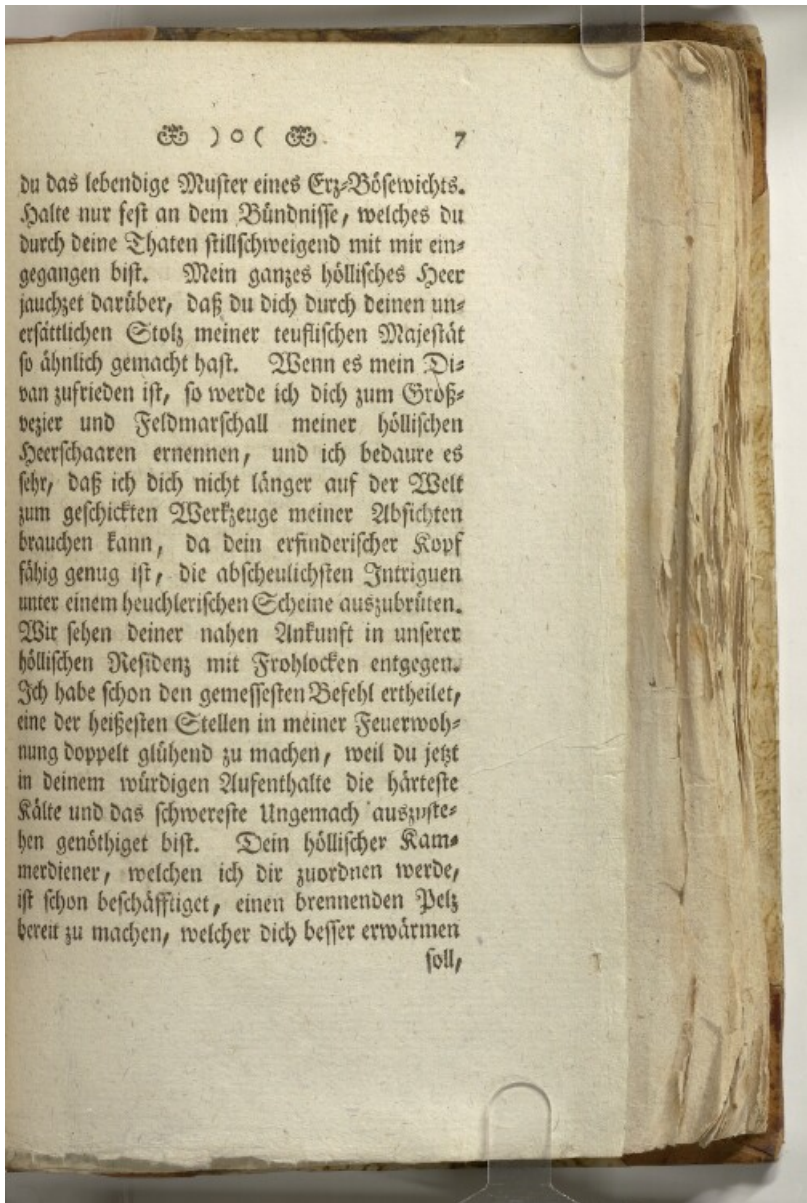 ) o ( 7
du das lebendige Muster eines Erz⸗Bösewichts.
Halte nur fest an dem Bündnisse, welches du
durch deine Thaten stillschweigend mit mir ein⸗
gegangen bist. Mein ganzes höllisches Heer
jauchzet darüber, daß du dich durch deinen un⸗
ersättlichen Stolz meiner teuflischen Majestät
so ähnlich gemacht hast. Wenn es mein Di⸗
van zufrieden ist, so werde ich dich zum Groß⸗
vezier und Feldmarschall meiner höllischen
Heerschaaren ernennen, und ich bedaure es
sehr, daß ich dich nicht länger auf der Welt
zum geschickten Werkzeuge meiner Absichten
brauchen kann, da dein erfinderischer Kopf
fähig genug ist, die abscheulichsten Intriguen
unter einem heuchlerischen Scheine auszubrüten.
Wir sehen deiner nahen Ankunft in unserer
höllischen Residenz mit Frohlocken entgegen.
Ich habe schon den gemessesten Befehl ertheilet,
eine der heißesten Stellen in meiner Feuerwoh⸗
nung doppelt glühend zu machen, weil du jetzt
in deinem würdigen Aufenthalte die härteste
Kälte und das schwereste Ungemach auszuste⸗
hen genöthiget bist. Dein höllischer Kam⸗
merdiener, welchen ich dir zuordnen werde,
ist schon beschäfftiget, einen brennenden Pelz
bereit zu machen, welcher dich besser erwärmen
soll,